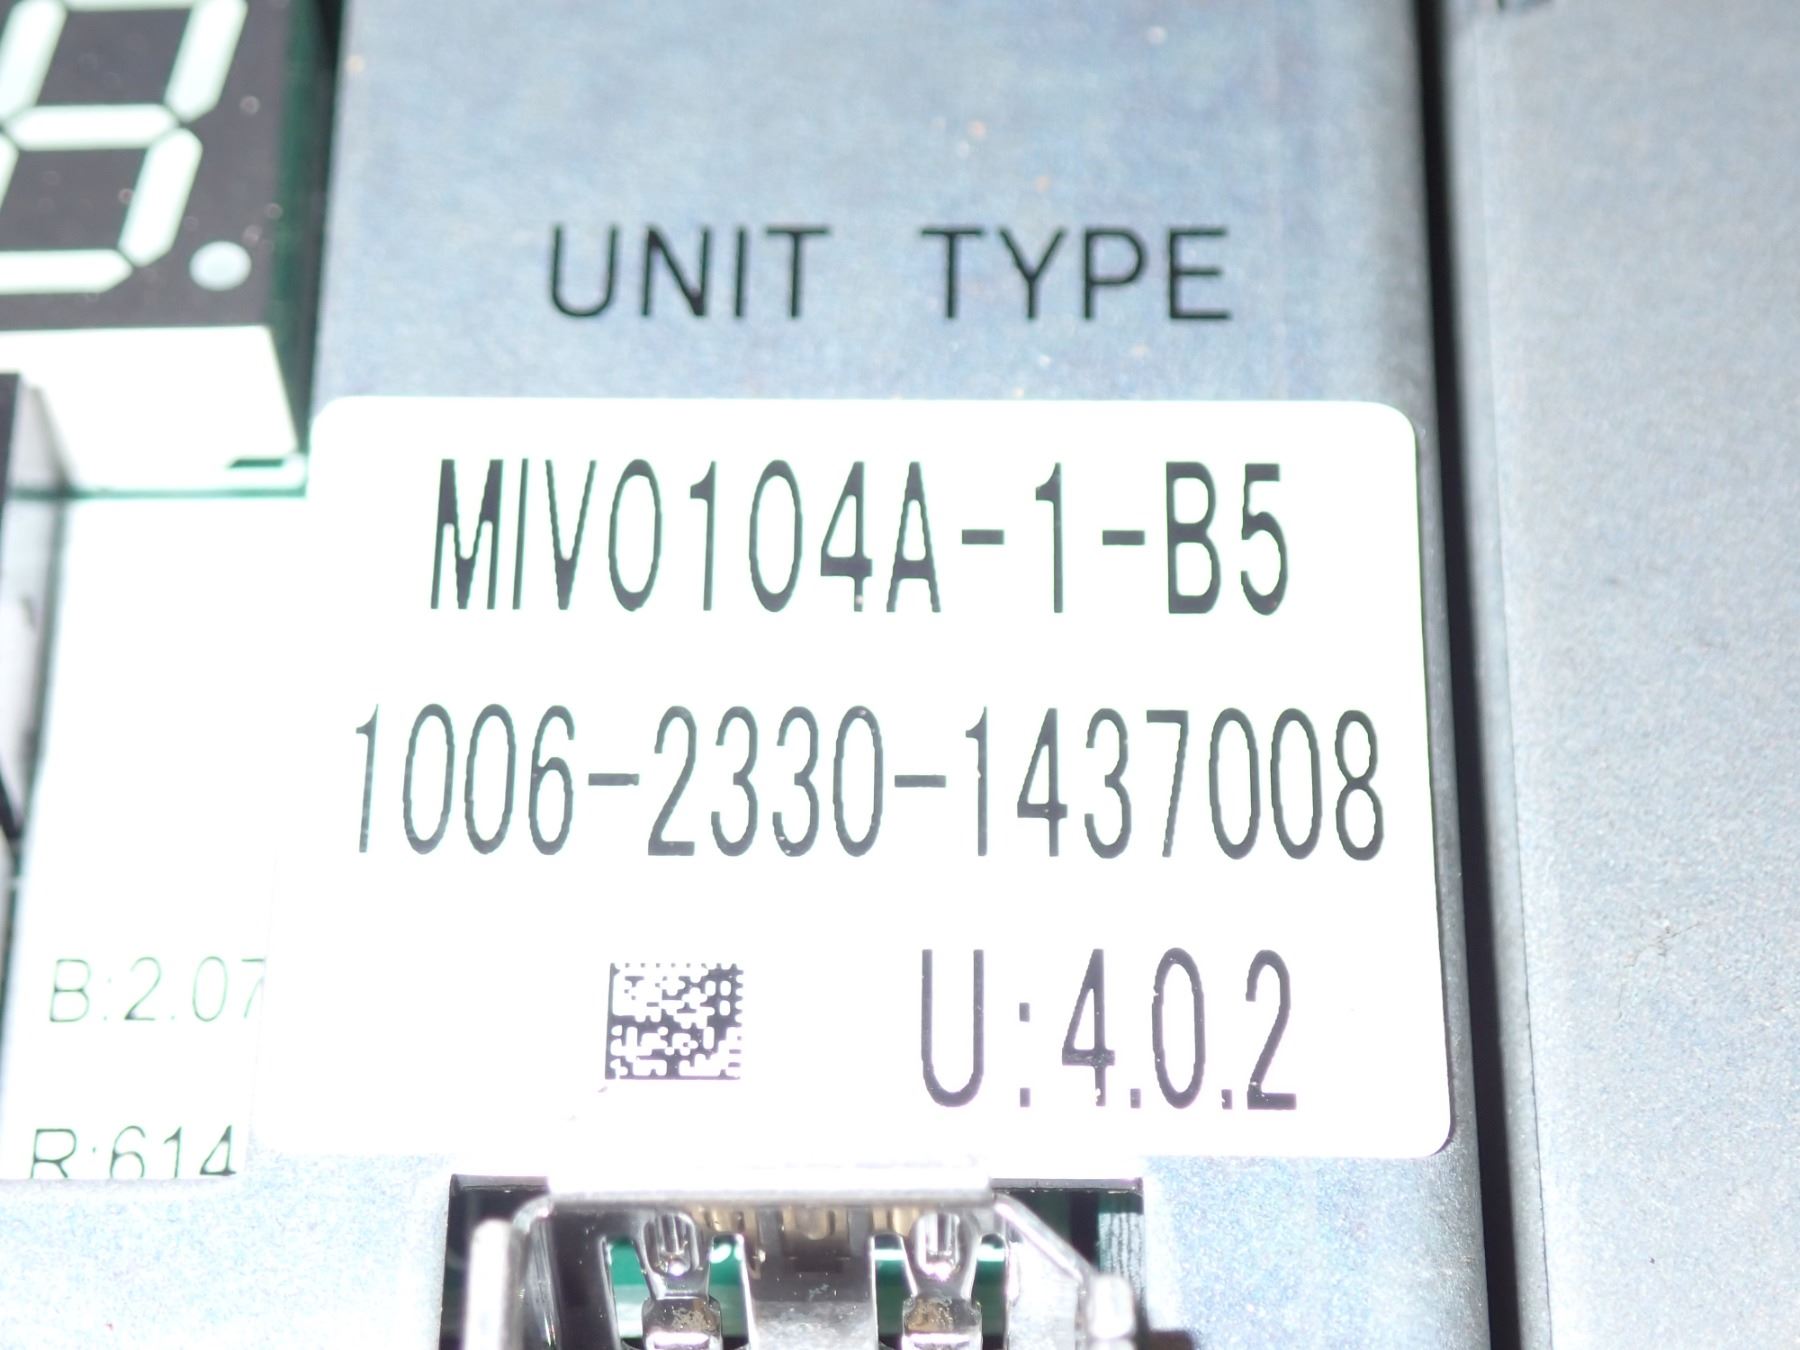 UNIT TYPE
MIV0104A-1-B5
1006-2330-1437008
U:4.0.2
B:2.07
R:614